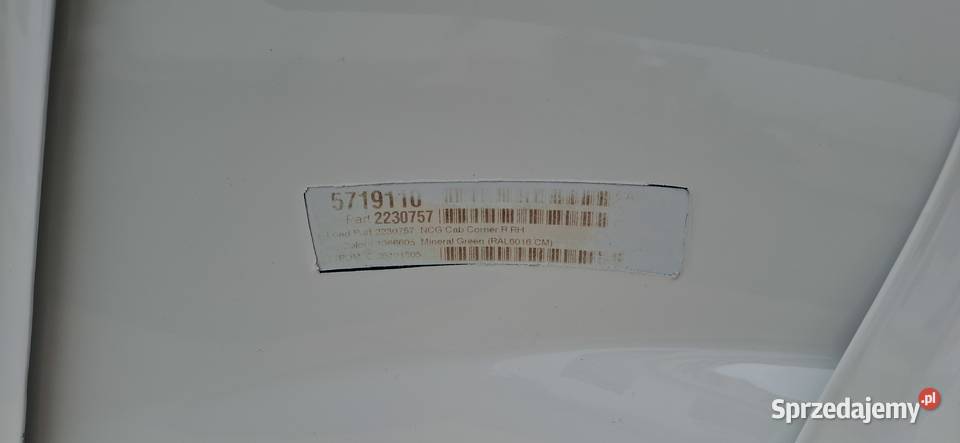 5719110
Part 2230757
Load Part 2230757 NCG Cab Corner R RH
Mineral Green (RAL6016 CM)
Sprzedajemy.pl